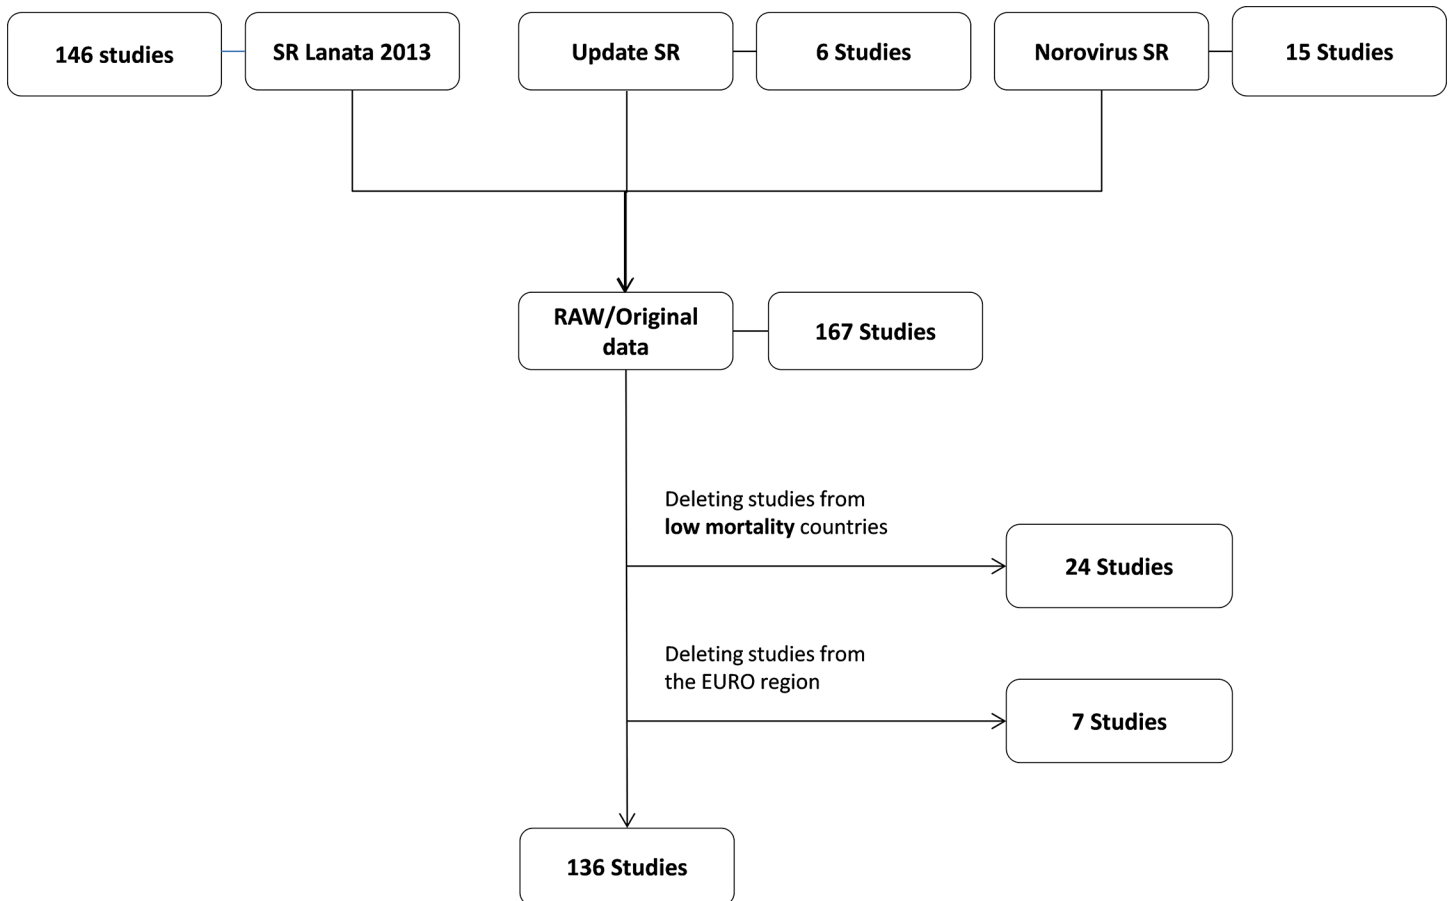 146 studies
SR Lanata 2013
Update SR
6 Studies
Norovirus SR
15 Studies
RAW/Original
data
167 Studies
Deleting studies from
low mortality countries
24 Studies
Deleting studies from
the EURO region
7 Studies
136 Studies